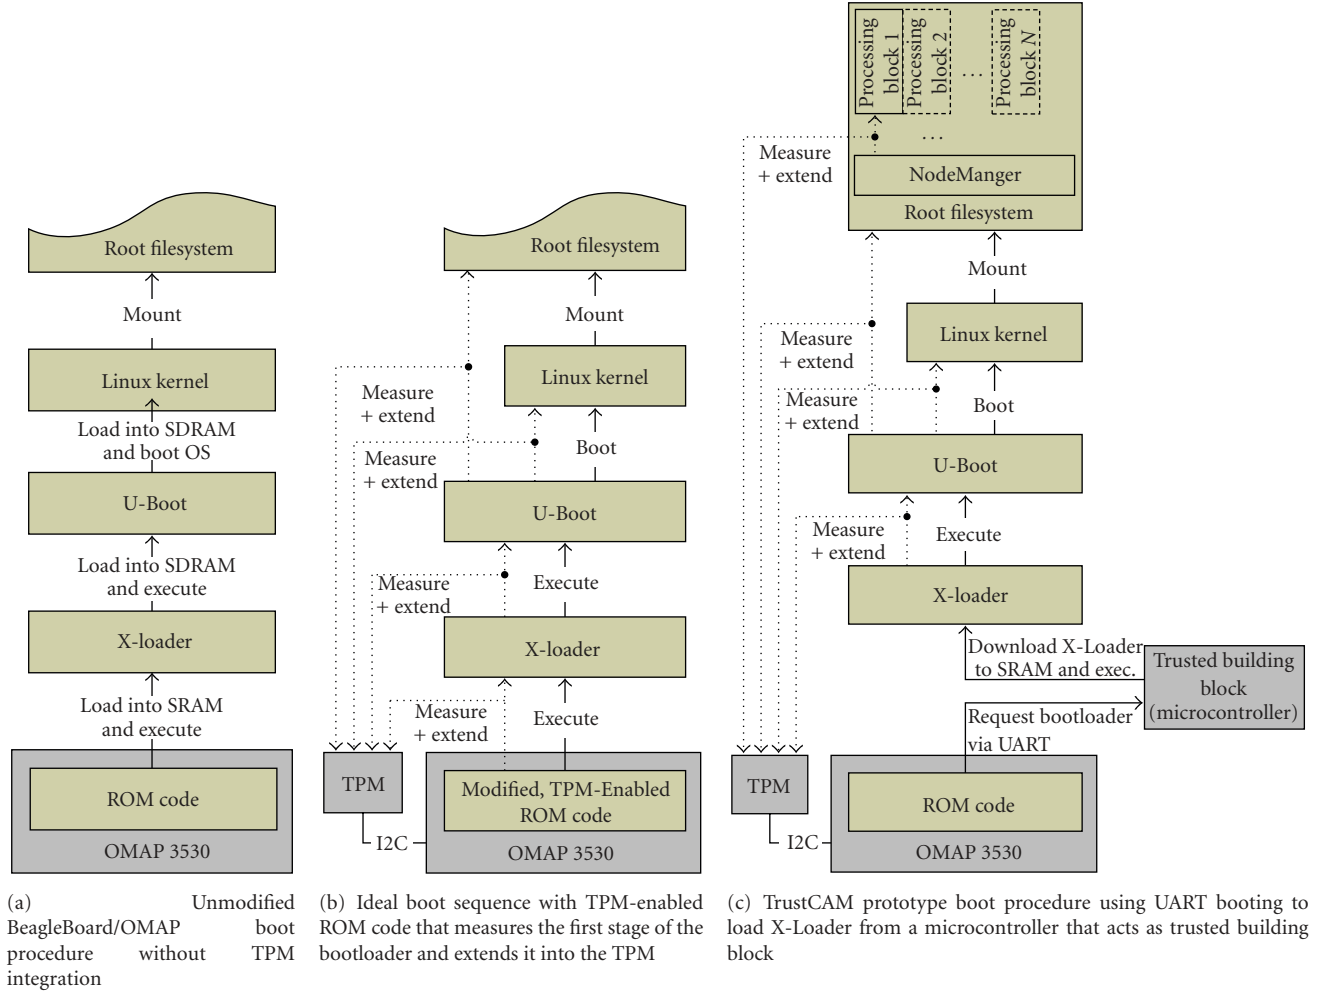 Root filesystem
Mount
Linux kernel
Load into SDRAM
and boot OS
U-Boot
Load into SDRAM
and execute
X-loader
Load into SRAM
and execute
ROM code
OMAP 3530
(a) Unmodified
BeagleBoard/OMAP boot
procedure without TPM
integration
Root filesystem
Mount
Linux kernel
Measure
+ extend
Boot
Measure
+ extend
U-Boot
Measure
+ extend
Execute
X-loader
Measure
+ extend
Execute
TPM
Modified, TPM-Enabled
ROM code
I2C
OMAP 3530
(b) Ideal boot sequence with TPM-enabled
ROM code that measures the first stage of the
bootloader and extends it into the TPM
Processing
block 1
Processing
block 2
...
Processing
block N
...
Measure
+ extend
NodeManger
Root filesystem
Mount
Measure
+ extend
Linux kernel
Measure
+ extend
Boot
U-Boot
Measure
+ extend
Execute
X-loader
Download X-Loader
to SRAM and exec.
Trusted building
block
(microcontroller)
Request bootloader
via UART
TPM
ROM code
I2C
OMAP 3530
(c) TrustCAM prototype boot procedure using UART booting to
load X-Loader from a microcontroller that acts as trusted building
block